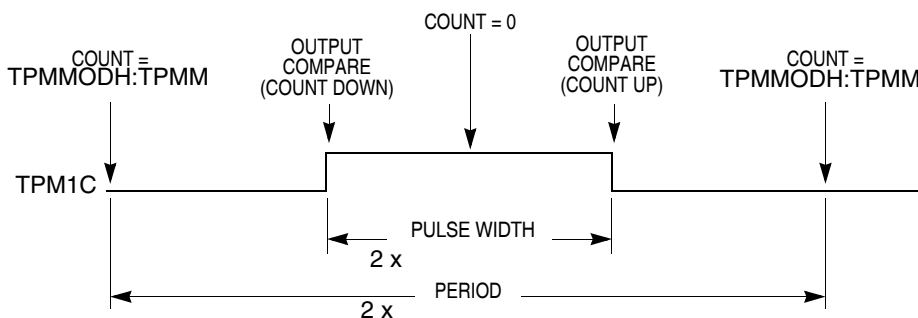 COUNT = 0
COUNT =
TPMMODH:TPMM
OUTPUT
COMPARE
(COUNT DOWN)
OUTPUT
COMPARE
(COUNT UP)
COUNT =
TPMMODH:TPMM
TPM1C
PULSE WIDTH
2 x
PERIOD
2 x